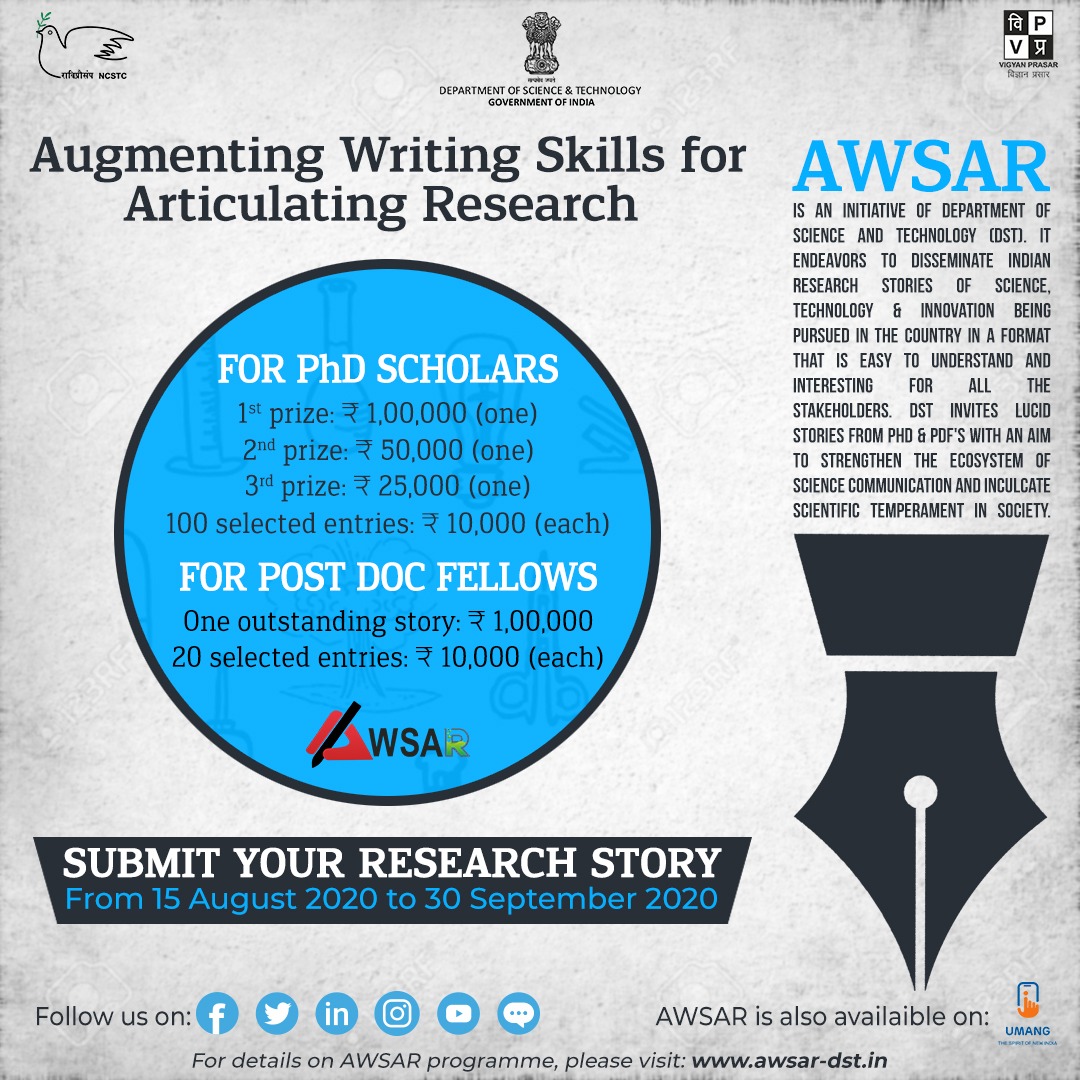 राविप्रौसंप NCSTC
सत्यमेव जयते
DEPARTMENT OF SCIENCE & TECHNOLOGY
GOVERNMENT OF INDIA
वि P
V प्र
VIGYAN PRASAR
विज्ञान प्रसार
Augmenting Writing Skills for
Articulating Research
AWSAR
IS AN INITIATIVE OF DEPARTMENT OF
SCIENCE AND TECHNOLOGY (DST). IT
ENDEAVORS TO DISSEMINATE INDIAN
RESEARCH STORIES OF SCIENCE,
TECHNOLOGY & INNOVATION BEING
PURSUED IN THE COUNTRY IN A FORMAT
THAT IS EASY TO UNDERSTAND AND
INTERESTING FOR ALL THE
STAKEHOLDERS. DST INVITES LUCID
STORIES FROM PHD & PDF'S WITH AN AIM
TO STRENGTHEN THE ECOSYSTEM OF
SCIENCE COMMUNICATION AND INCULCATE
SCIENTIFIC TEMPERAMENT IN SOCIETY.
FOR PhD SCHOLARS
1st prize: ₹ 1,00,000 (one)
2nd prize: ₹ 50,000 (one)
3rd prize: ₹ 25,000 (one)
100 selected entries: ₹ 10,000 (each)
FOR POST DOC FELLOWS
One outstanding story: ₹ 1,00,000
20 selected entries: ₹ 10,000 (each)
AWSAR
SUBMIT YOUR RESEARCH STORY
From 15 August 2020 to 30 September 2020
Follow us on:
AWSAR is also availaible on:
UMANG
THE SPIRIT OF NEW INDIA
For details on AWSAR programme, please visit: www.awsar-dst.in